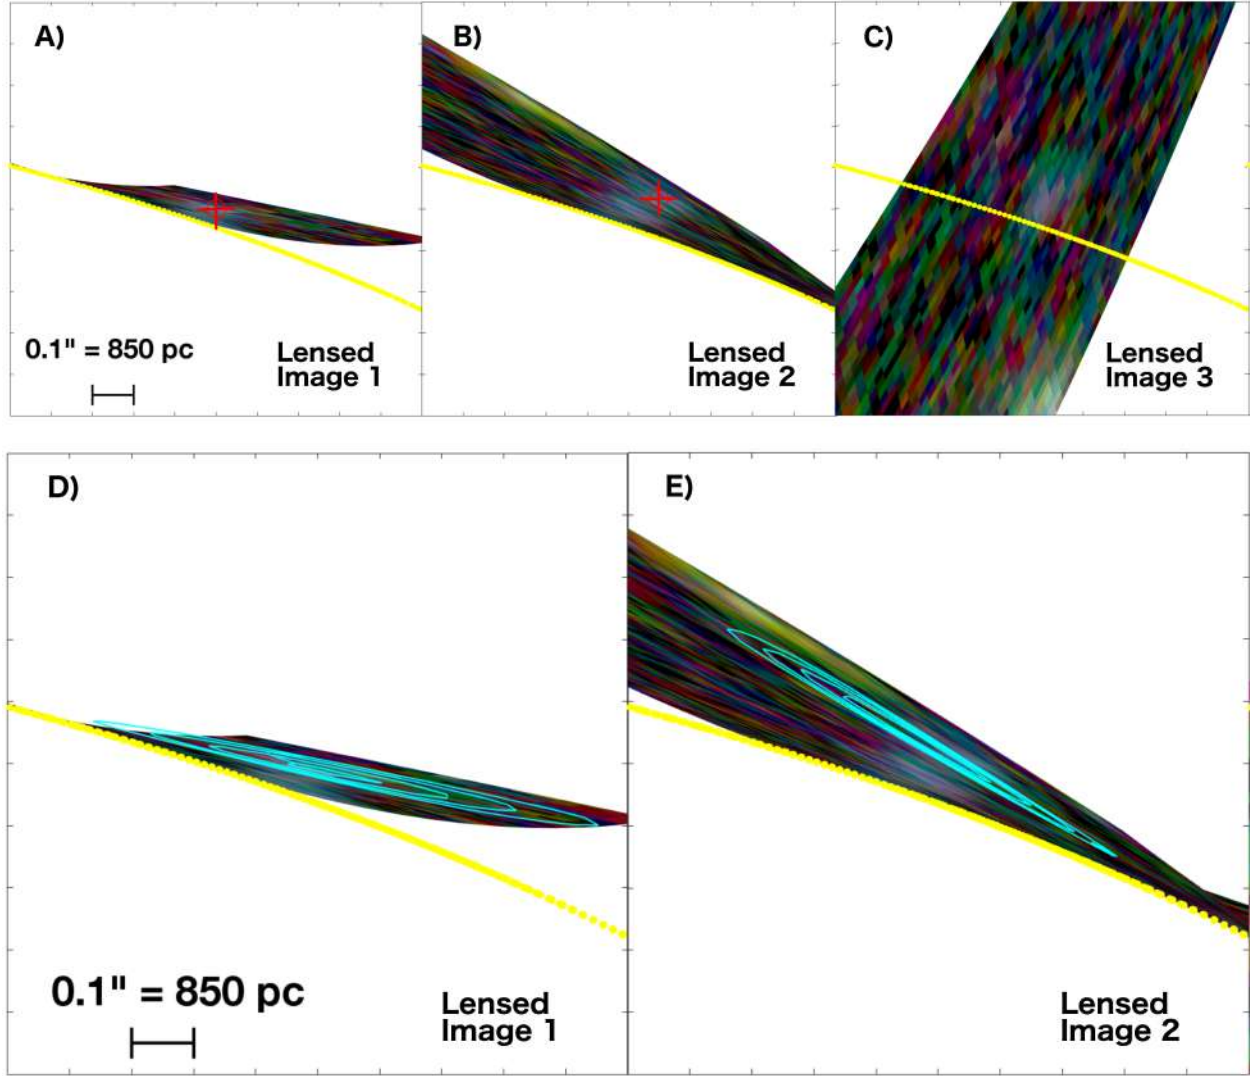 A)
B)
C)
0.1" = 850 pc
Lensed
Image 1
Lensed
Image 2
Lensed
Image 3
D)
E)
0.1" = 850 pc
Lensed
Image 1
Lensed
Image 2